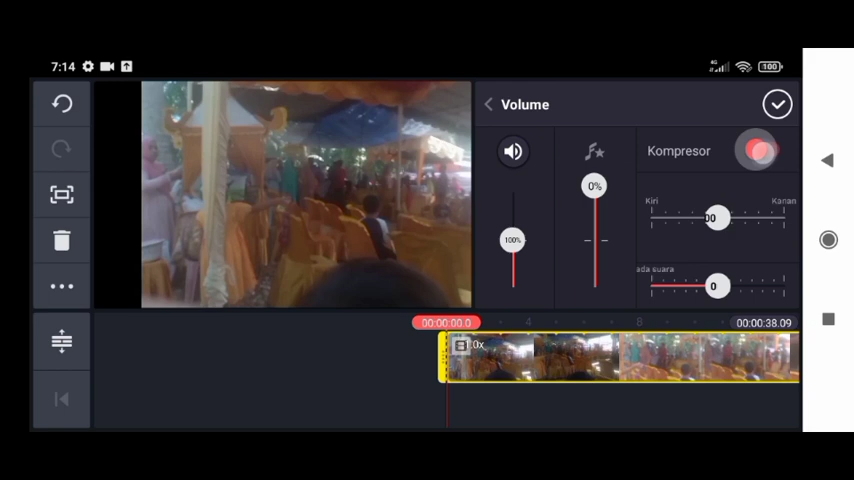 7:14
4G
100
Volume
Kompresor
0%
100%
Kiri
Kanan
00
ada suara
0
00:00:00.0
4
8
00:00:38.09
1.0x